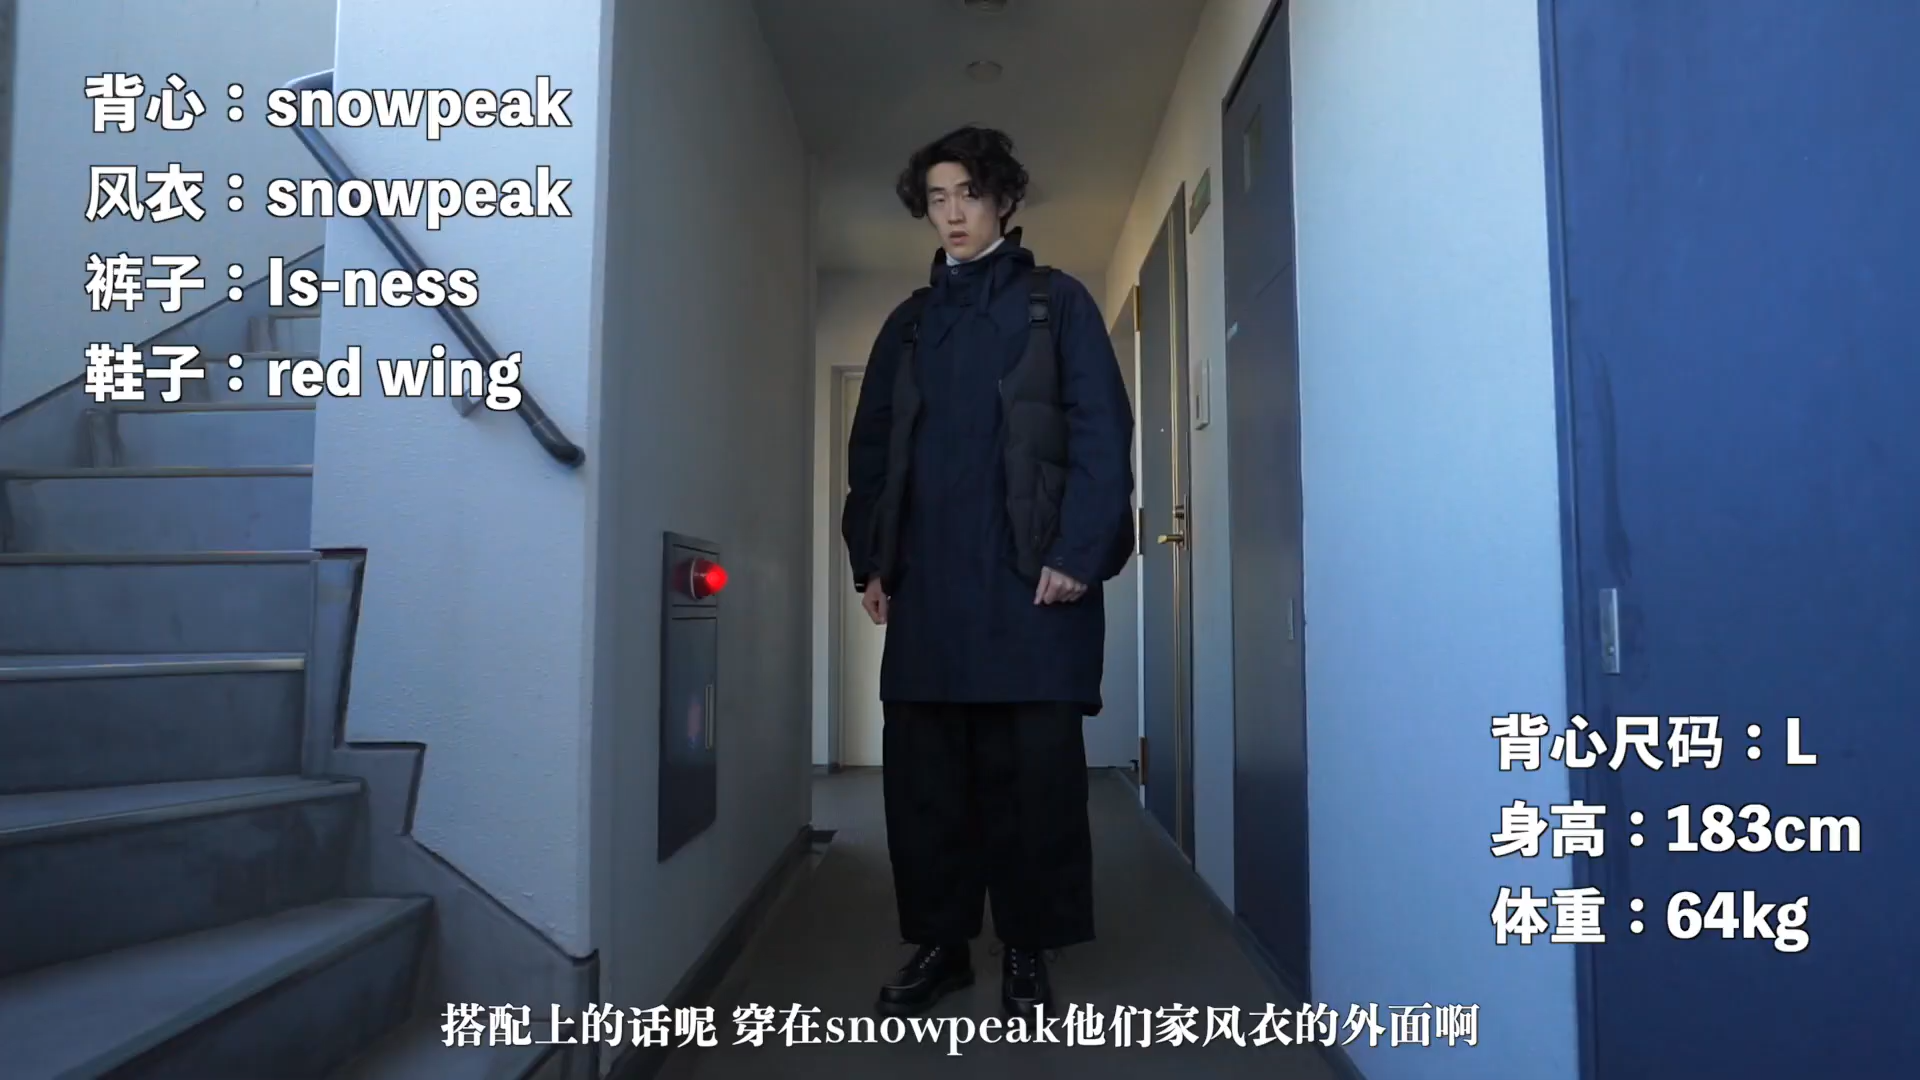 背心：snowpeak
风衣：snowpeak
裤子：Is-ness
鞋子：red wing
背心尺码：L
身高：183cm
体重：64kg
搭配上的话呢 穿在snowpeak他们家风衣的外面啊